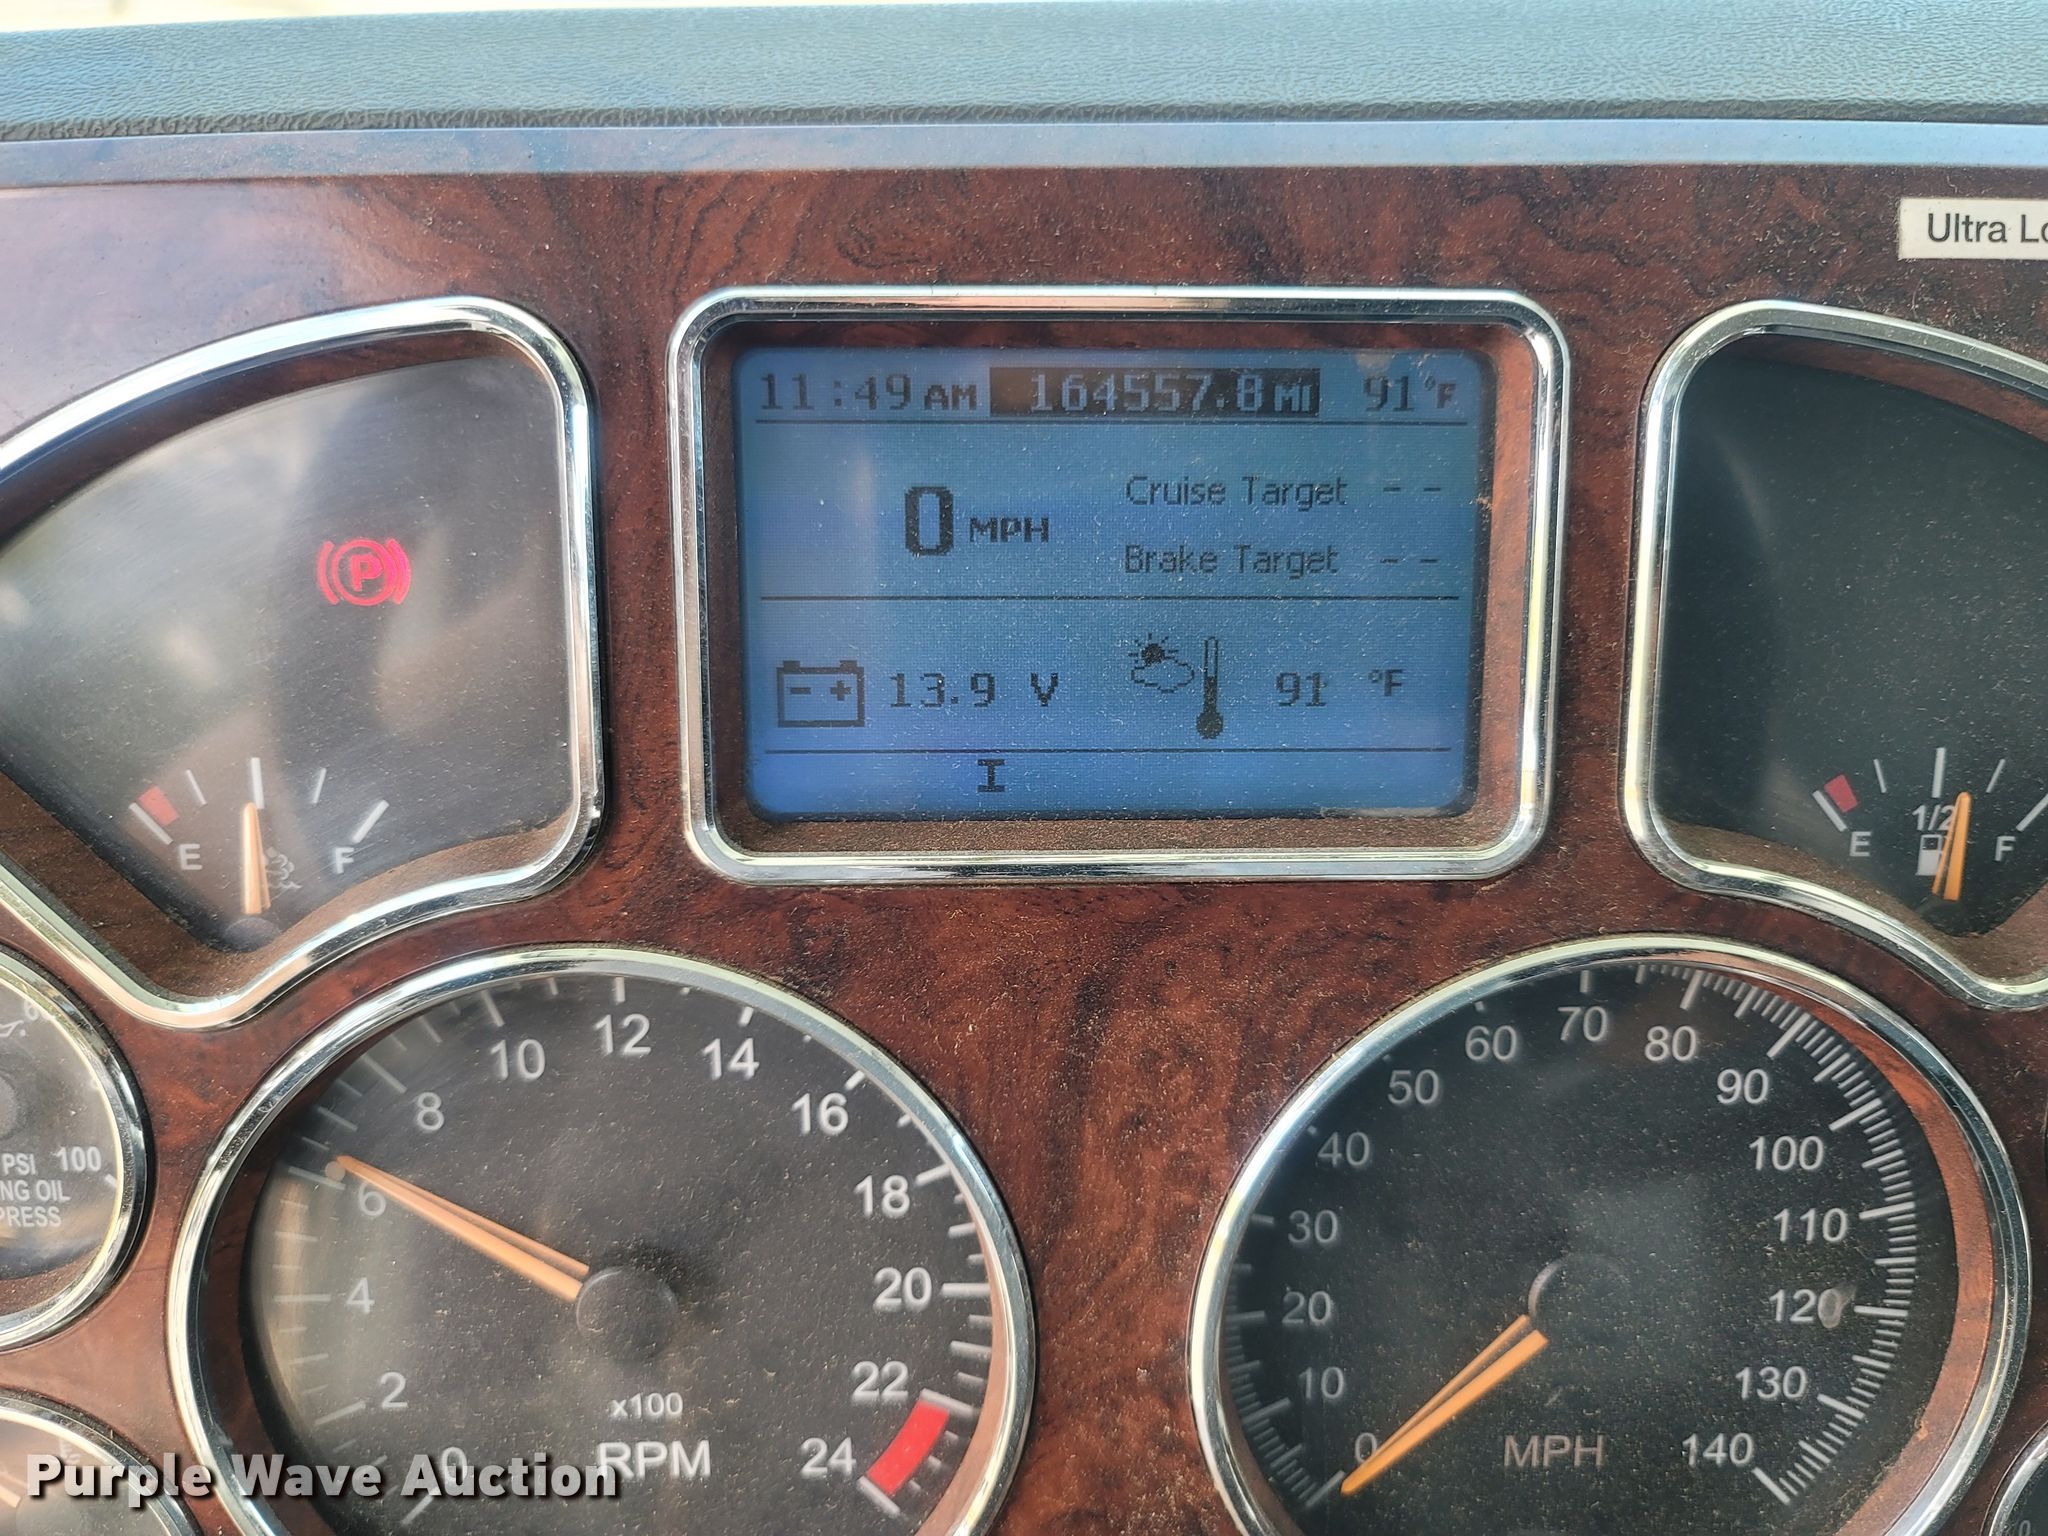 Ultra Lo
11:49 AM 164557.8 MI 91°F
Cruise Target - -
0 MPH
Brake Target - -
P
- + 13.9 V 91 °F
I
E F
1/2
E F
0 2 4 6 8 10 12 14 16 18 20 22 24
x100
RPM
0 10 20 30 40 50 60 70 80 90 100 110 120 130 140
MPH
PSI 100
NG OIL
PRESS
Purple Wave Auction